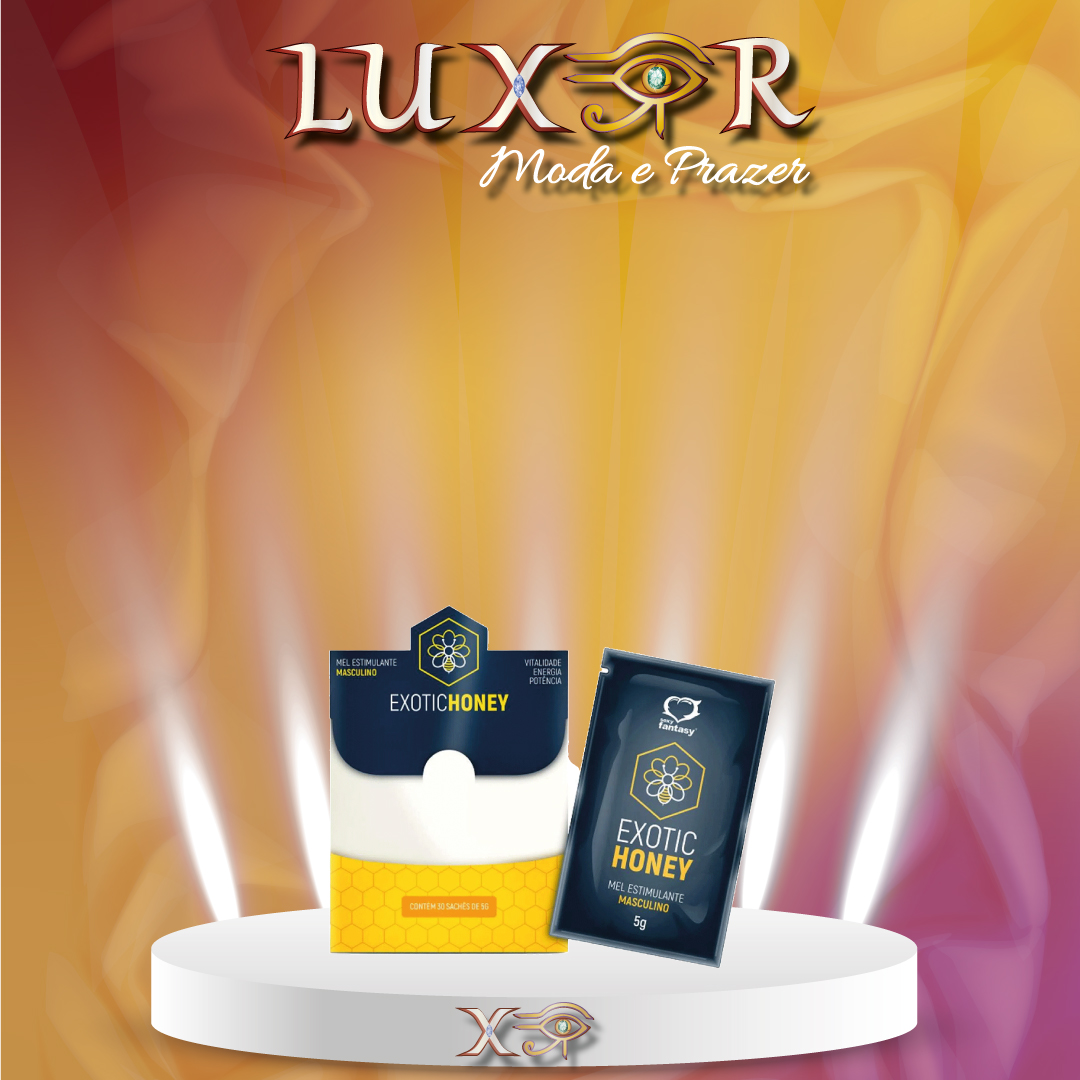 LUXOR
Moda e Prazer
MEL ESTIMULANTE
MASCULINO
VITALIDADE
ENERGIA
POTÊNCIA
EXOTICHONEY
CONTÉM 30 SACHÊS DE 5G
sexy
fantasy
EXOTIC
HONEY
MEL ESTIMULANTE
MASCULINO
5g
XO